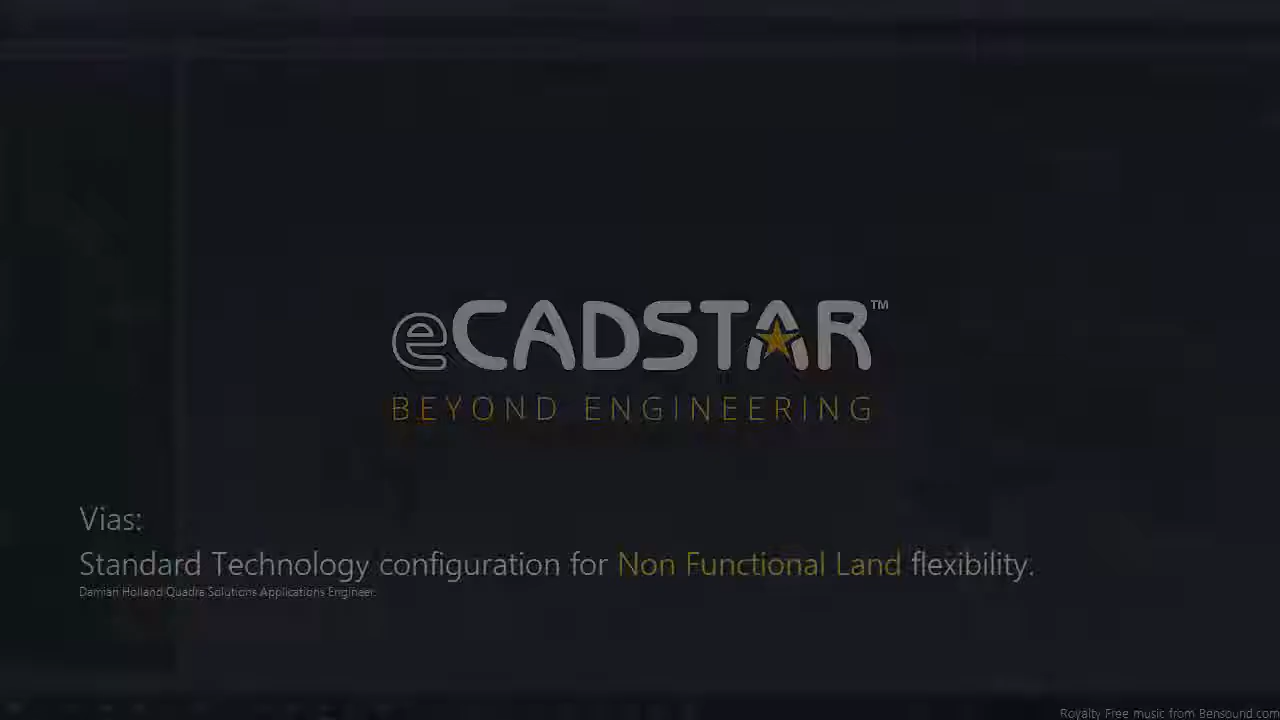 eCADSTAR™
BEYOND ENGINEERING
Vias:
Standard Technology configuration for Non Functional Land flexibility.
Damian Holland Quadra Solutions Applications Engineer.
Royalty Free music from Bensound.com